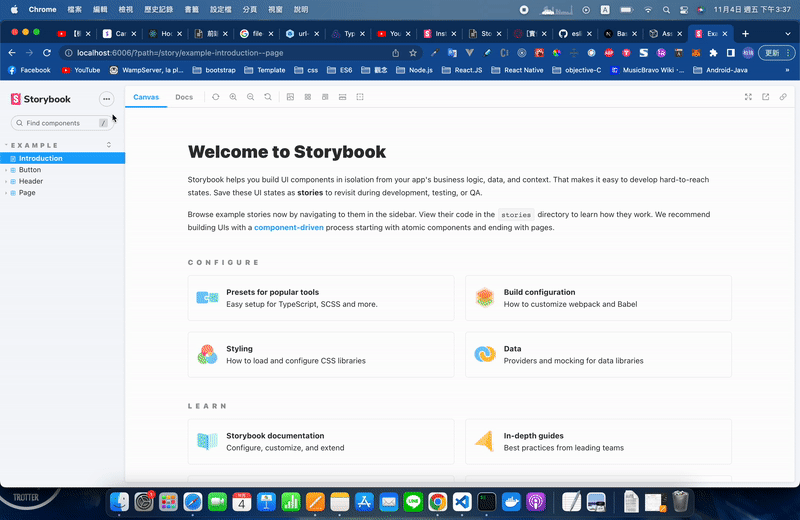 Chrome 檔案 編輯 檢視 歷史記錄 書籤 設定檔 分頁 視窗 說明 A 11月4日 週五 下午 3:37
Goo file url- Typ You Inst Sto esli Bas Ass Exa
localhost:6006/?path=/story/example-introduction--page 更新
Facebook YouTube WampServer, la pl... bootstrap Template css ES6 觀念 Node.js React.JS React Native objective-C MusicBravo Wiki -... Android-Java »
Storybook Canvas Docs
Find components /
EXAMPLE
Introduction
Button
Header
Page
Welcome to Storybook
Storybook helps you build UI components in isolation from your app's business logic, data, and context. That makes it easy to develop hard-to-reach
states. Save these UI states as stories to revisit during development, testing, or QA.
Browse example stories now by navigating to them in the sidebar. View their code in the stories directory to learn how they work. We recommend
building UIs with a component-driven process starting with atomic components and ending with pages.
CONFIGURE
Presets for popular tools
Easy setup for TypeScript, SCSS and more.
Build configuration
How to customize webpack and Babel
Styling
How to load and configure CSS libraries
Data
Providers and mocking for data libraries
LEARN
Storybook documentation
Configure, customize, and extend
In-depth guides
Best practices from leading teams
TROTTER